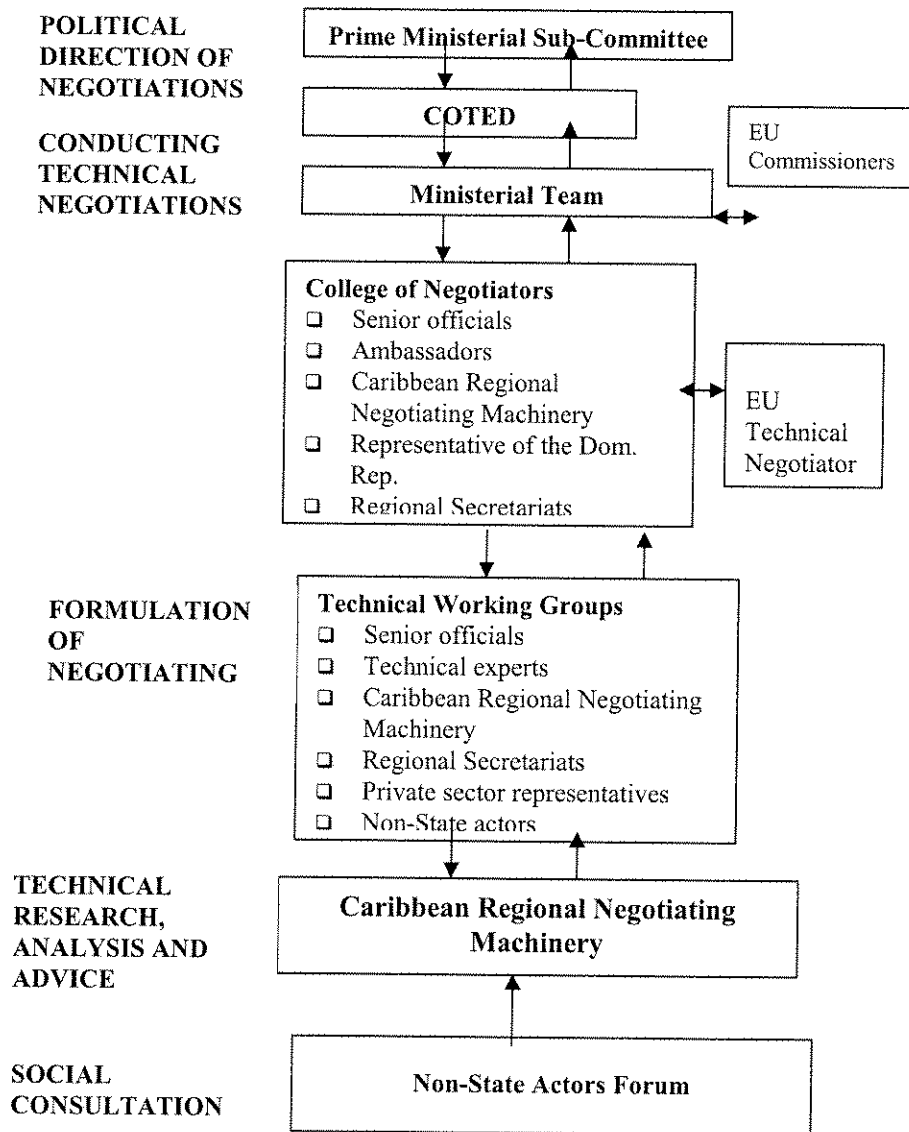 POLITICAL
DIRECTION OF
NEGOTIATIONS
Prime Ministerial Sub-Committee
COTED
CONDUCTING
TECHNICAL
NEGOTIATIONS
Ministerial Team
EU
Commissioners
College of Negotiators
❑ Senior officials
❑ Ambassadors
❑ Caribbean Regional
Negotiating Machinery
❑ Representative of the Dom.
Rep.
❑ Regional Secretariats
EU
Technical
Negotiator
FORMULATION
OF
NEGOTIATING
Technical Working Groups
❑ Senior officials
❑ Technical experts
❑ Caribbean Regional Negotiating
Machinery
❑ Regional Secretariats
❑ Private sector representatives
❑ Non-State actors
TECHNICAL
RESEARCH,
ANALYSIS AND
ADVICE
Caribbean Regional Negotiating
Machinery
SOCIAL
CONSULTATION
Non-State Actors Forum